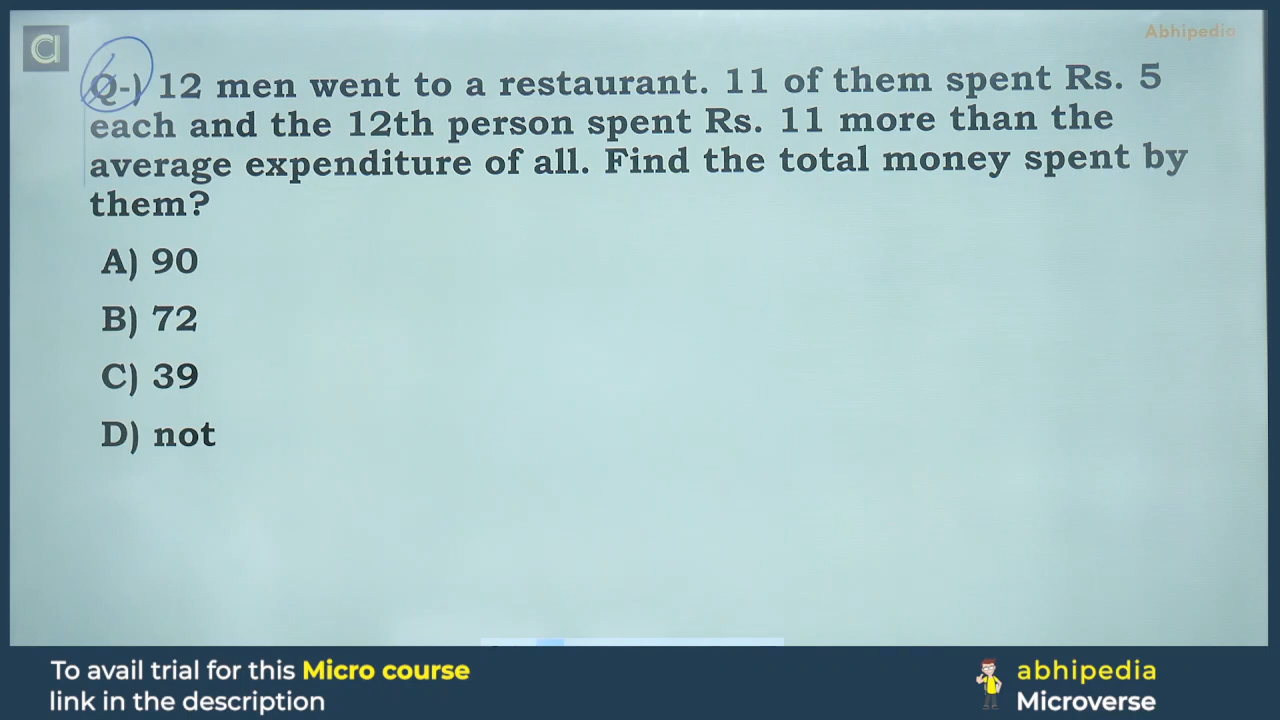 Abhipedia
Q-) 12 men went to a restaurant. 11 of them spent Rs. 5
each and the 12th person spent Rs. 11 more than the
average expenditure of all. Find the total money spent by
them?
A) 90
B) 72
C) 39
D) not
To avail trial for this Micro course
link in the description
abhipedia
Microverse